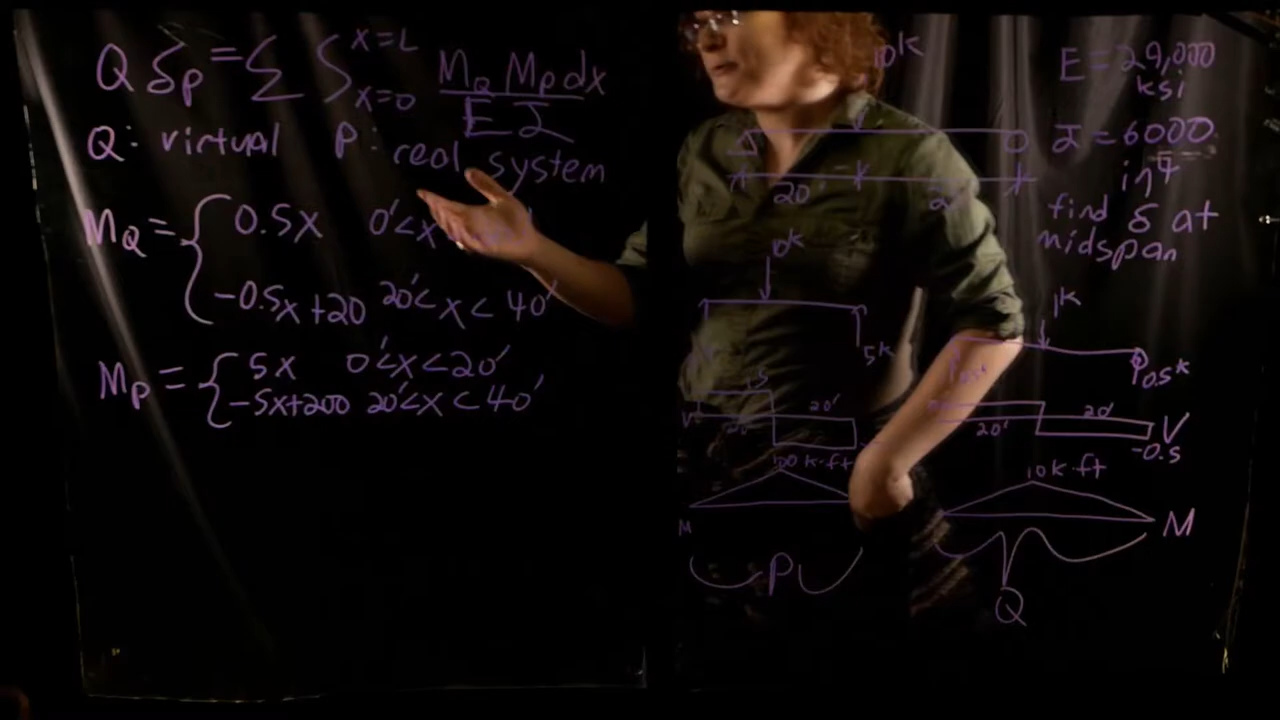 Q δp = Σ ∫ x=L x=0 MQ MP dx / E I
Q: virtual P: real system
MQ = { 0.5x 0'<x
-0.5x+20 20'<x<40'
MP = { 5x 0'<x<20'
-5x+200 20'<x<40'
10k
20
E = 29,000
ksi
I = 6000
in4
find δ at
midspan
10k
5k
5
20'
20'
V
100 k·ft
M
P
1k
0.5k
20'
20'
V
-0.5
10k·ft
M
Q